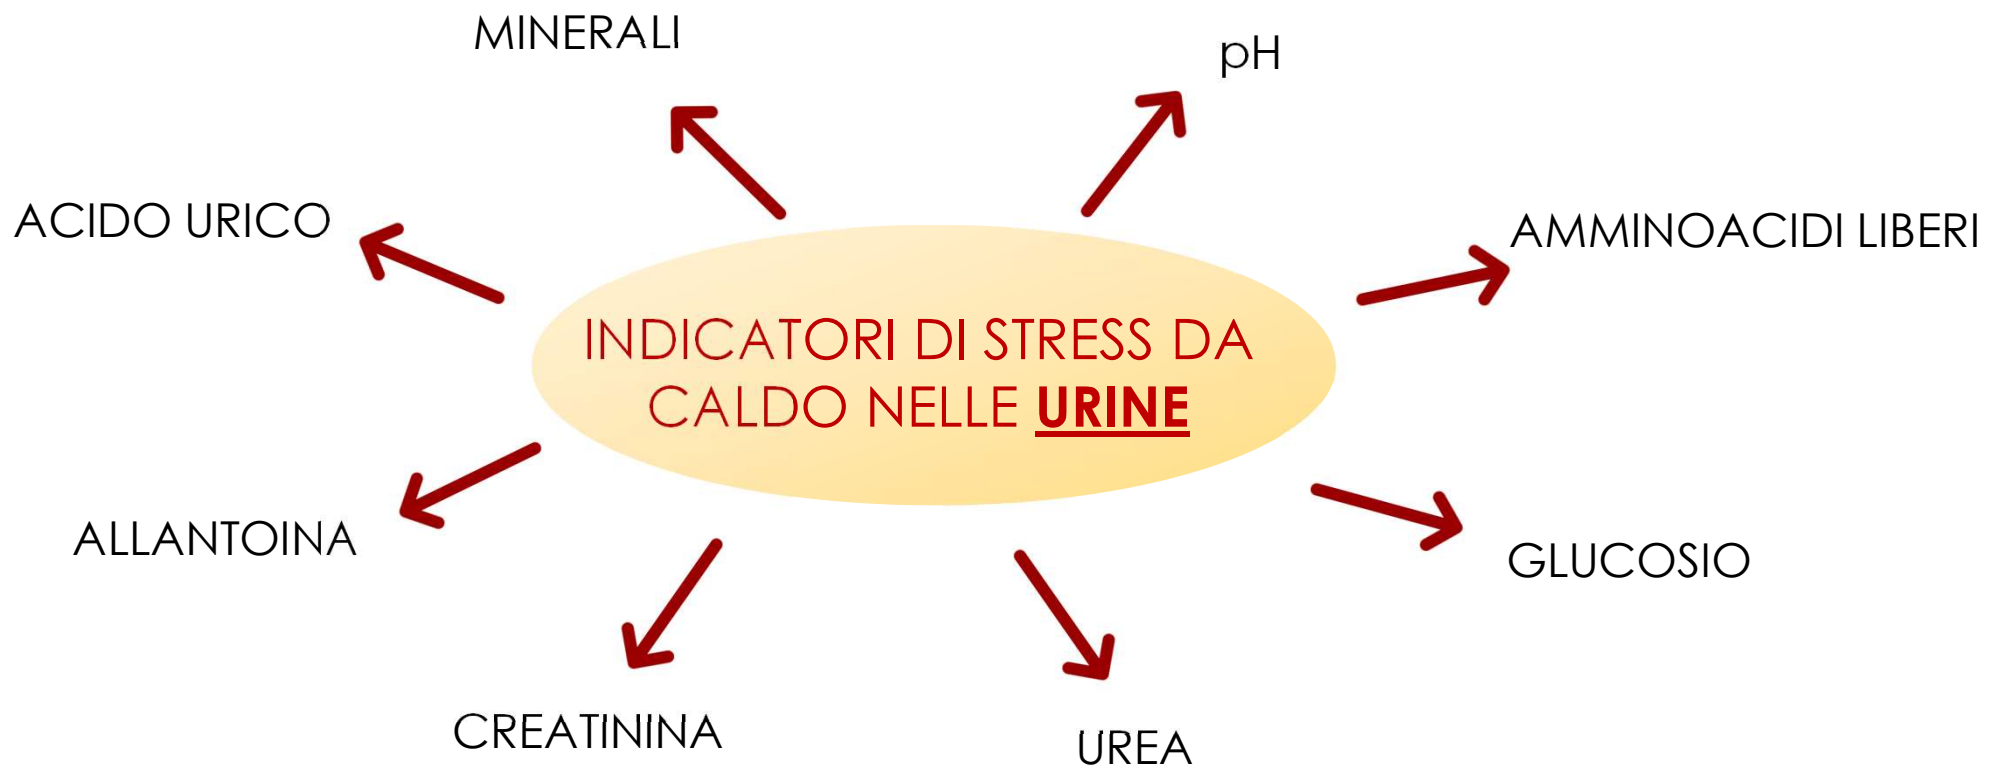 MINERALI
pH
ACIDO URICO
AMMINOACIDI LIBERI
INDICATORI DI STRESS DA
CALDO NELLE URINE
ALLANTOINA
GLUCOSIO
CREATININA
UREA